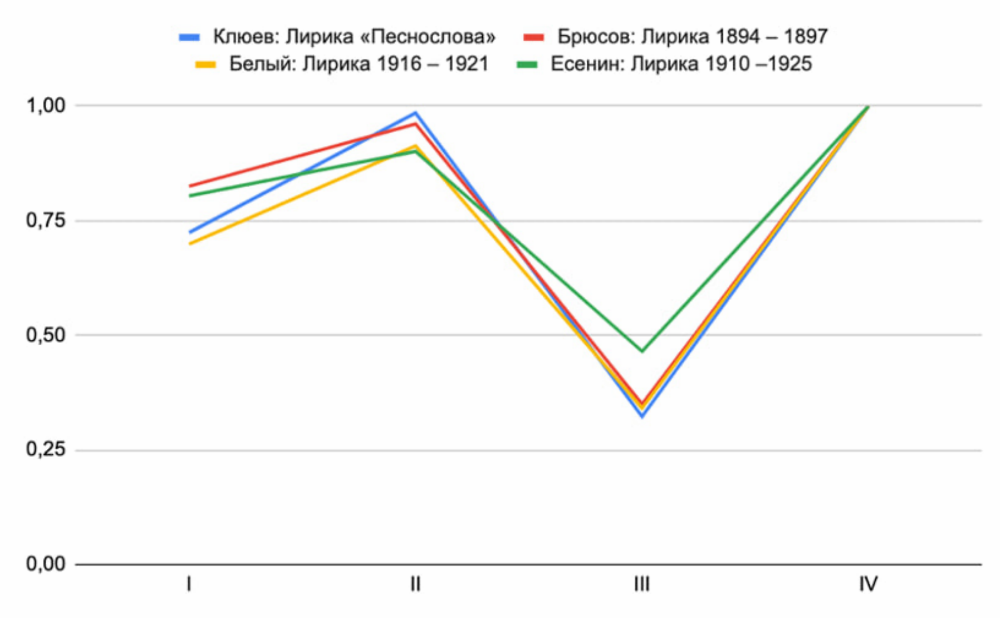 Клюев: Лирика «Песнослова» Брюсов: Лирика 1894 – 1897
Белый: Лирика 1916 – 1921 Есенин: Лирика 1910 –1925
1,00
0,75
0,50
0,25
0,00
I II III IV